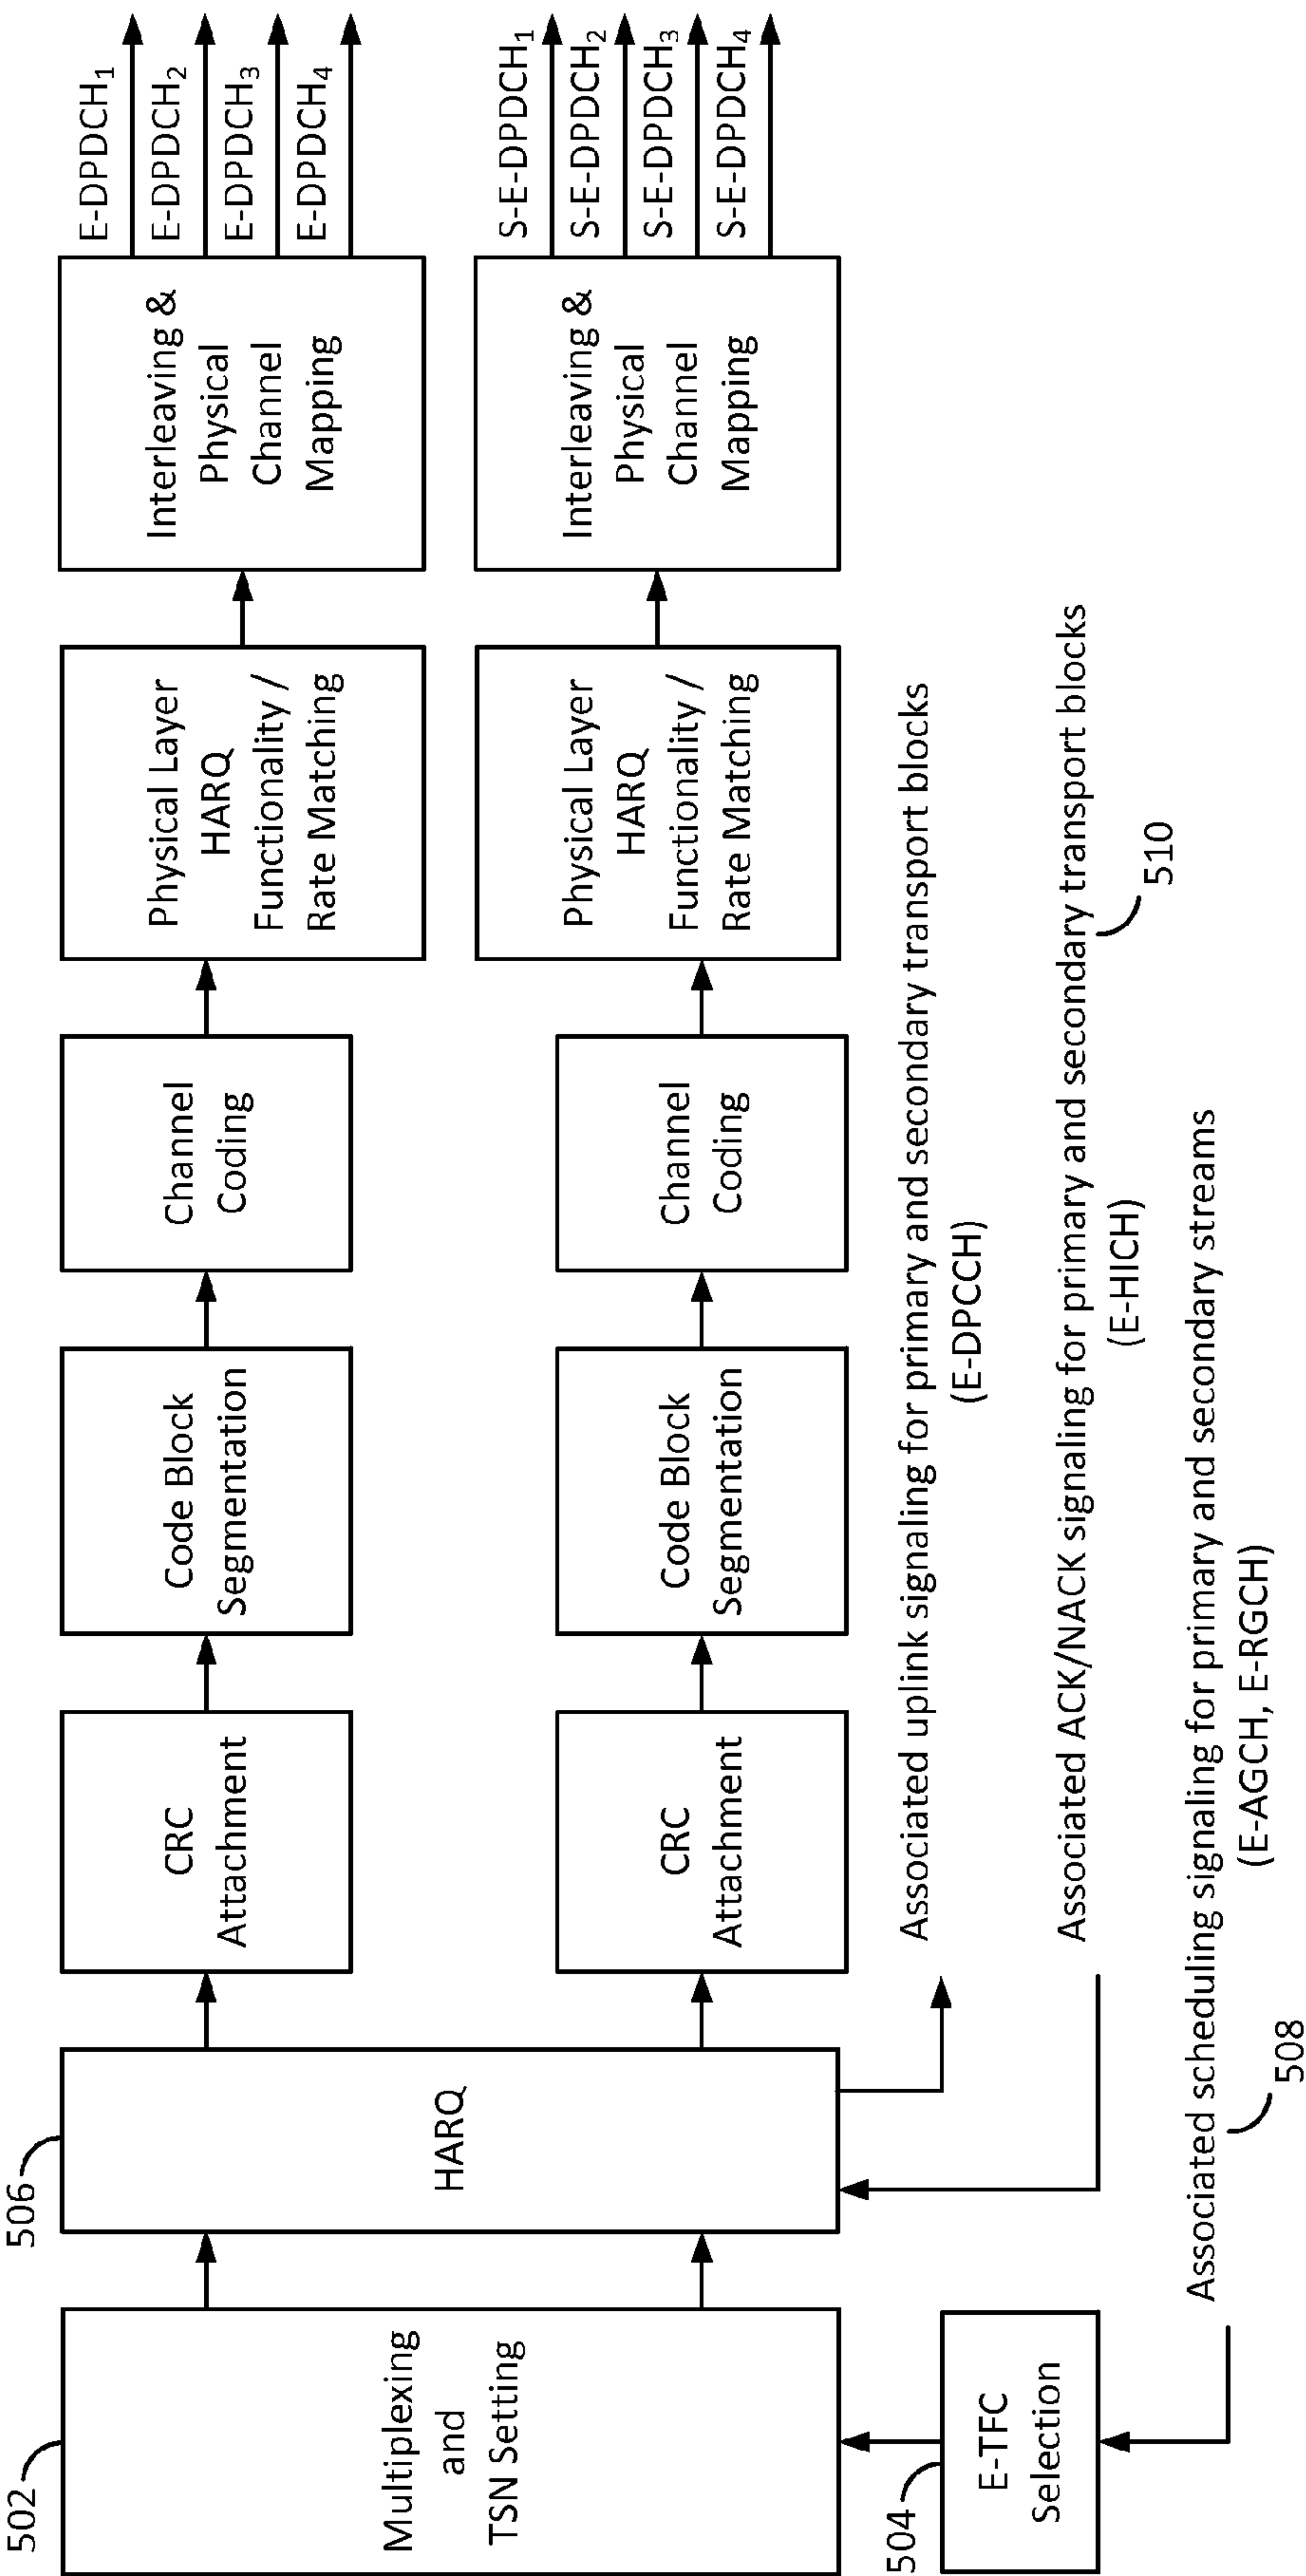 502
Multiplexing
and
TSN Setting
504
E-TFC
Selection
506
HARQ
CRC
Attachment
Code Block
Segmentation
Channel
Coding
Physical Layer
HARQ
Functionality /
Rate Matching
Interleaving &
Physical
Channel
Mapping
E-DPDCH₁
E-DPDCH₂
E-DPDCH₃
E-DPDCH₄
CRC
Attachment
Code Block
Segmentation
Channel
Coding
Physical Layer
HARQ
Functionality /
Rate Matching
Interleaving &
Physical
Channel
Mapping
S-E-DPDCH₁
S-E-DPDCH₂
S-E-DPDCH₃
S-E-DPDCH₄
Associated uplink signaling for primary and secondary transport blocks
(E-DPCCH)
Associated ACK/NACK signaling for primary and secondary transport blocks
(E-HICH)
510
Associated scheduling signaling for primary and secondary streams
(E-AGCH, E-RGCH)
508